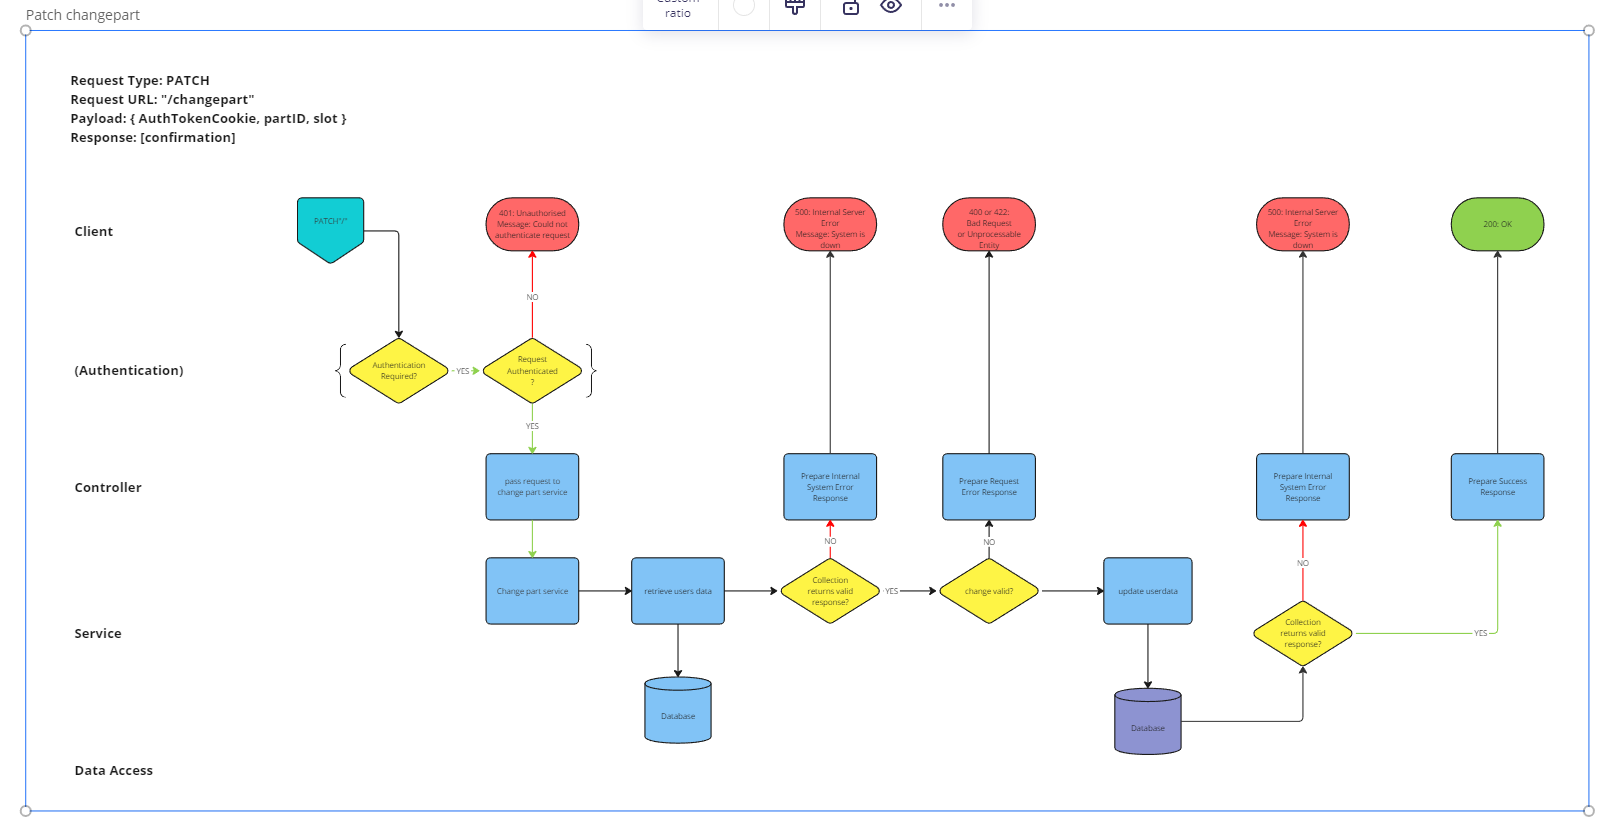 Patch changepart
Custom
ratio
Request Type: PATCH
Request URL: "/changepart"
Payload: { AuthTokenCookie, partID, slot }
Response: [confirmation]
Client
PATCH"/"
401: Unauthorised
Message: Could not
authenticate request
500: Internal Server
Error
Message: System is
down
400 or 422:
Bad Request
or Unprocessable
Entity
500: Internal Server
Error
Message: System is
down
200: OK
NO
(Authentication)
Authentication
Required?
YES
Request
Authenticated
?
YES
Controller
pass request to
change part service
Prepare Internal
System Error
Response
Prepare Request
Error Response
Prepare Internal
System Error
Response
Prepare Success
Response
NO
NO
NO
Service
Change part service
retrieve users data
Collection
returns valid
response?
YES
change valid?
update userdata
Collection
returns valid
response?
YES
Database
Database
Data Access